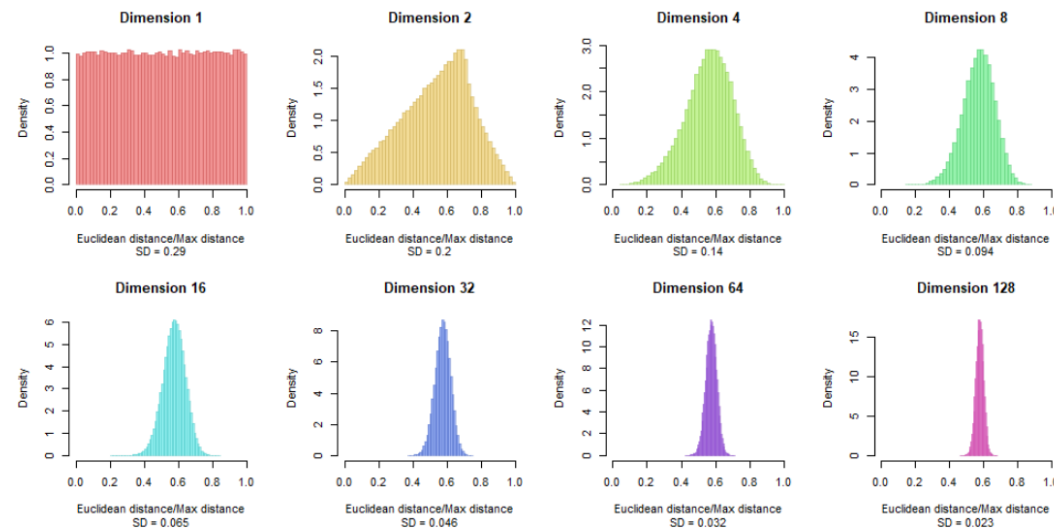 Dimension 1
Density
0.0 0.2 0.4 0.6 0.8 1.0
0.0 0.2 0.4 0.6 0.8 1.0
Euclidean distance/Max distance
SD = 0.29
Dimension 2
Density
0.0 0.5 1.0 1.5 2.0
0.0 0.2 0.4 0.6 0.8 1.0
Euclidean distance/Max distance
SD = 0.2
Dimension 4
Density
0.0 1.0 2.0 3.0
0.0 0.2 0.4 0.6 0.8 1.0
Euclidean distance/Max distance
SD = 0.14
Dimension 8
Density
0 1 2 3 4
0.0 0.2 0.4 0.6 0.8 1.0
Euclidean distance/Max distance
SD = 0.094
Dimension 16
Density
0 1 2 3 4 5 6
0.0 0.2 0.4 0.6 0.8 1.0
Euclidean distance/Max distance
SD = 0.065
Dimension 32
Density
0 2 4 6 8
0.0 0.2 0.4 0.6 0.8 1.0
Euclidean distance/Max distance
SD = 0.046
Dimension 64
Density
0 2 4 6 8 10 12
0.0 0.2 0.4 0.6 0.8 1.0
Euclidean distance/Max distance
SD = 0.032
Dimension 128
Density
0 5 10 15
0.0 0.2 0.4 0.6 0.8 1.0
Euclidean distance/Max distance
SD = 0.023